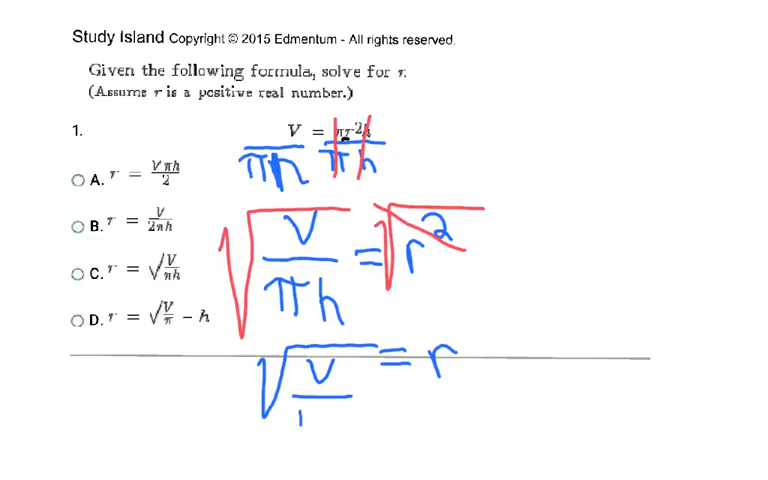 Study Island Copyright © 2015 Edmentum - All rights reserved.
Given the following formula, solve for r.
(Assume r is a positive real number.)
1.
V = πr²h
πh πh
A. r = Vπh/2
B. r = V/2πh
C. r = √(V/πh)
D. r = √(V/π) - h
√(V/πh) = √r²
√(V/ = r